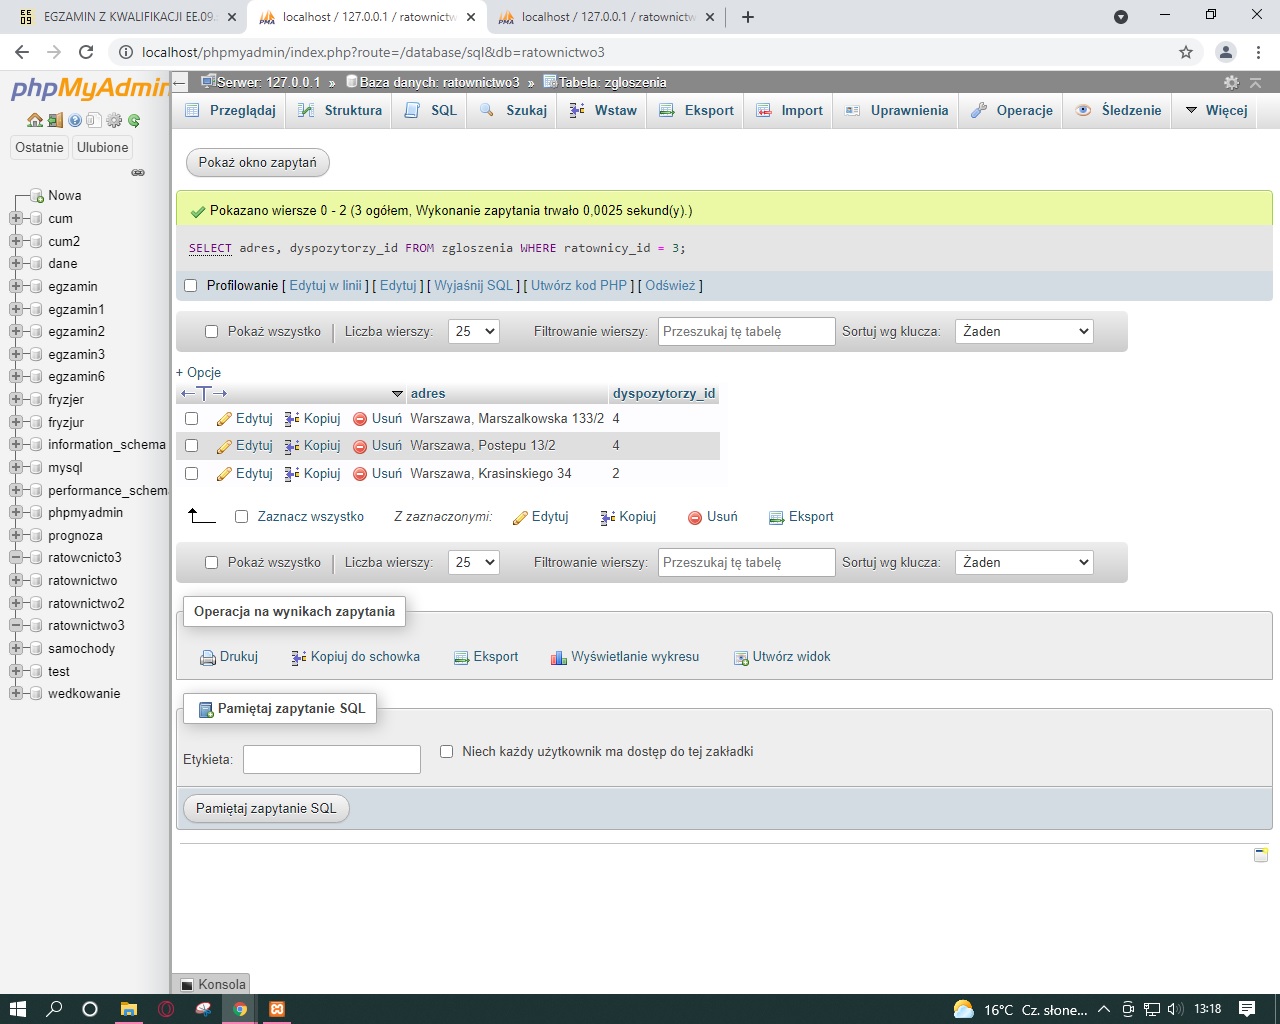 EGZAMIN Z KWALIFIKACJI EE.09.
localhost / 127.0.0.1 / ratownictw
localhost / 127.0.0.1 / ratownictw
localhost/phpmyadmin/index.php?route=/database/sql&db=ratownictwo3
phpMyAdmin
Ostatnie
Ulubione
Nowa
cum
cum2
dane
egzamin
egzamin1
egzamin2
egzamin3
egzamin6
fryzjer
fryzjur
information_schema
mysql
performance_schema
phpmyadmin
prognoza
ratowcnicto3
ratownictwo
ratownictwo2
ratownictwo3
samochody
test
wedkowanie
Serwer: 127.0.0.1 » Baza danych: ratownictwo3 » Tabela: zgloszenia
Przeglądaj Struktura SQL Szukaj Wstaw Eksport Import Uprawnienia Operacje Śledzenie Więcej
Pokaż okno zapytań
Pokazano wiersze 0 - 2 (3 ogółem, Wykonanie zapytania trwało 0,0025 sekund(y).)
SELECT adres, dyspozytorzy_id FROM zgloszenia WHERE ratownicy_id = 3;
Profilowanie [ Edytuj w linii ] [ Edytuj ] [ Wyjaśnij SQL ] [ Utwórz kod PHP ] [ Odśwież ]
Pokaż wszystko | Liczba wierszy: 25 Filtrowanie wierszy: Przeszukaj tę tabelę Sortuj wg klucza: Żaden
+ Opcje
adres dyspozytorzy_id
Edytuj Kopiuj Usuń Warszawa, Marszalkowska 133/2 4
Edytuj Kopiuj Usuń Warszawa, Postepu 13/2 4
Edytuj Kopiuj Usuń Warszawa, Krasinskiego 34 2
Zaznacz wszystko Z zaznaczonymi: Edytuj Kopiuj Usuń Eksport
Pokaż wszystko | Liczba wierszy: 25 Filtrowanie wierszy: Przeszukaj tę tabelę Sortuj wg klucza: Żaden
Operacja na wynikach zapytania
Drukuj Kopiuj do schowka Eksport Wyświetlanie wykresu Utwórz widok
Pamiętaj zapytanie SQL
Etykieta: Niech każdy użytkownik ma dostęp do tej zakładki
Pamiętaj zapytanie SQL
Konsola
16°C Cz. słone... 13:18